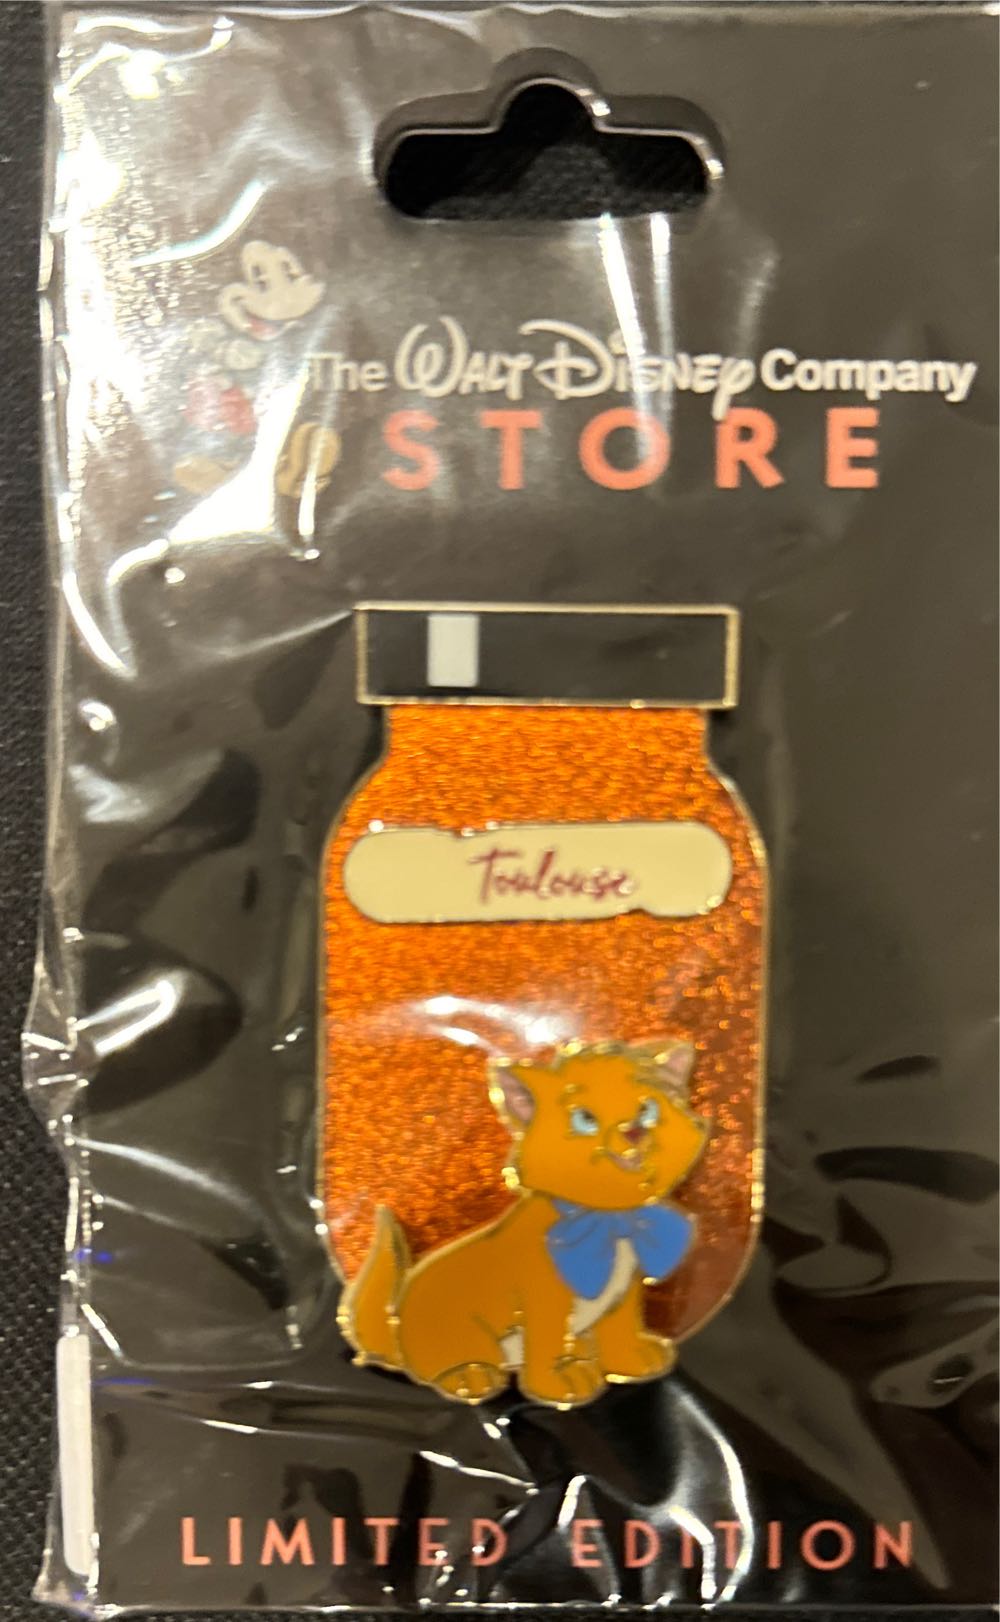 The Walt Disney Company
STORE
Toulouse
LIMITED EDITION